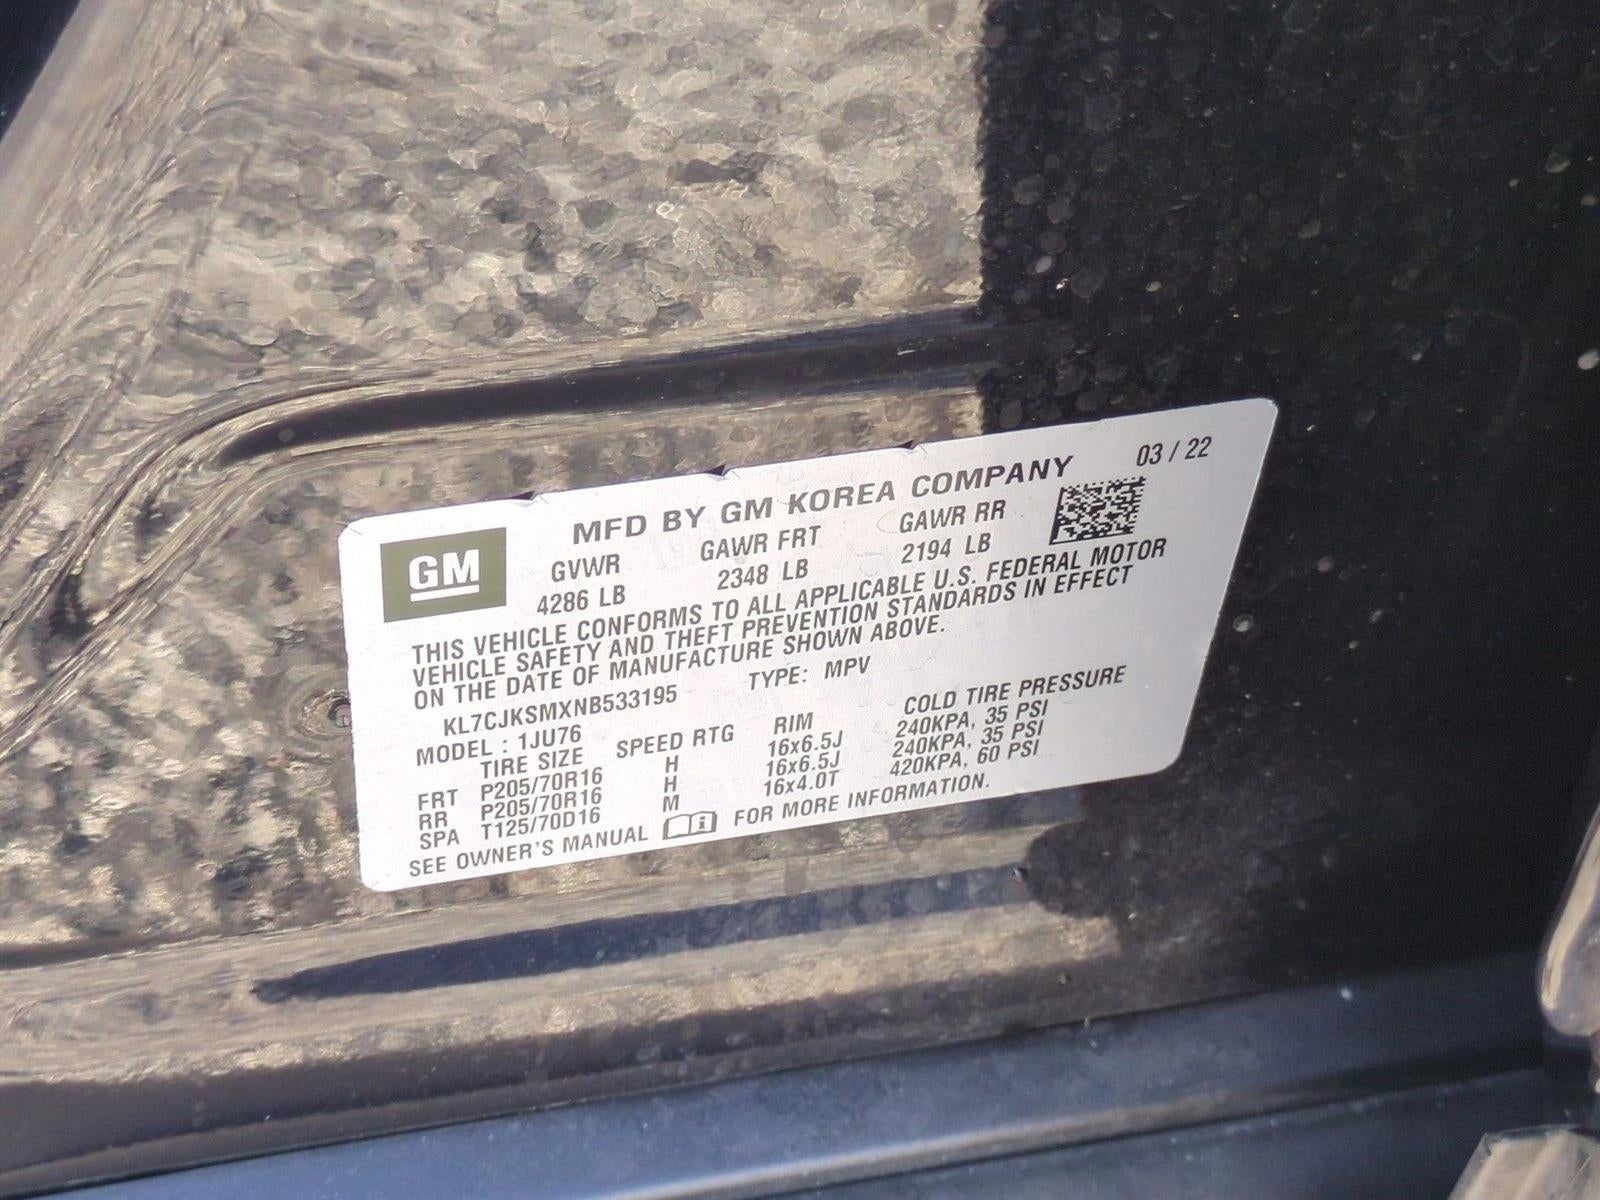 MFD BY GM KOREA COMPANY 03 / 22
GM
GVWR GAWR FRT GAWR RR
4286 LB 2348 LB 2194 LB
THIS VEHICLE CONFORMS TO ALL APPLICABLE U.S. FEDERAL MOTOR
VEHICLE SAFETY AND THEFT PREVENTION STANDARDS IN EFFECT
ON THE DATE OF MANUFACTURE SHOWN ABOVE.
KL7CJKSMXNB533195 TYPE: MPV
MODEL : 1JU76
TIRE SIZE SPEED RTG RIM COLD TIRE PRESSURE
FRT P205/70R16 H 16x6.5J 240KPA, 35 PSI
RR P205/70R16 H 16x6.5J 240KPA, 35 PSI
SPA T125/70D16 M 16x4.0T 420KPA, 60 PSI
SEE OWNER'S MANUAL i FOR MORE INFORMATION.